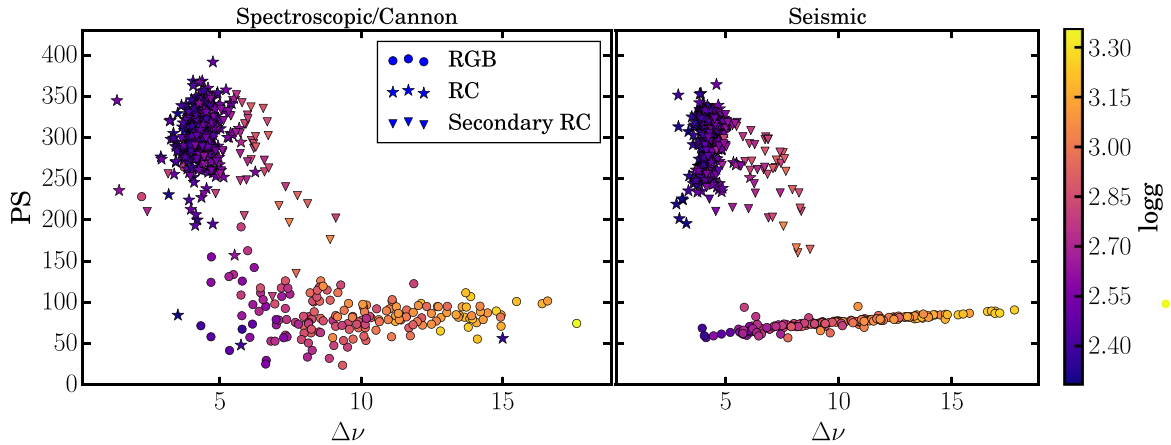 Spectroscopic/Cannon
Seismic
400
350
300
250
200
150
100
50
0
PS
RGB
RC
Secondary RC
5
10
15
Δν
5
10
15
Δν
3.30
3.15
3.00
2.85
2.70
2.55
2.40
logg